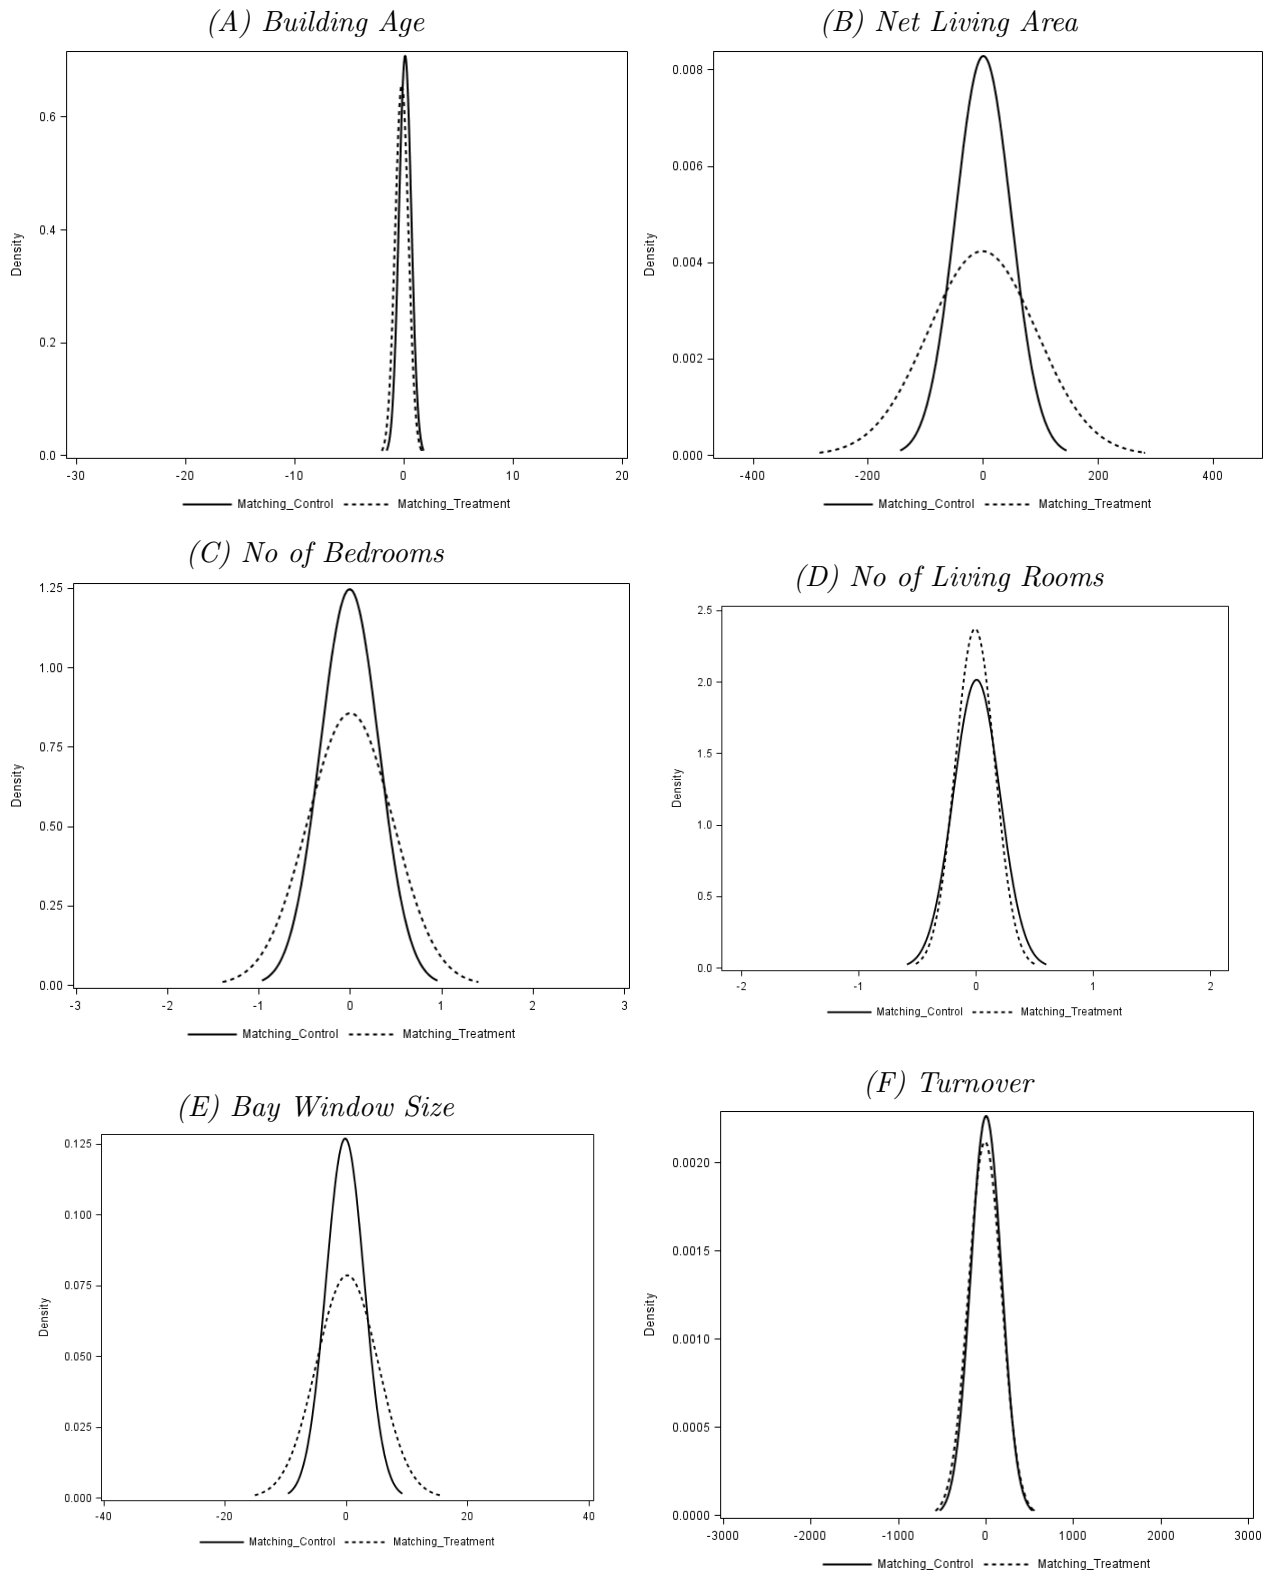 (A) Building Age
Density
0.6
0.4
0.2
0.0
-30 -20 -10 0 10 20
Matching_Control Matching_Treatment
(B) Net Living Area
Density
0.008
0.006
0.004
0.002
0.000
-400 -200 0 200 400
Matching_Control Matching_Treatment
(C) No of Bedrooms
Density
1.25
1.00
0.75
0.50
0.25
0.00
-3 -2 -1 0 1 2 3
Matching_Control Matching_Treatment
(D) No of Living Rooms
Density
2.5
2.0
1.5
1.0
0.5
0.0
-2 -1 0 1 2
Matching_Control Matching_Treatment
(E) Bay Window Size
Density
0.125
0.100
0.075
0.050
0.025
0.000
-40 -20 0 20 40
Matching_Control Matching_Treatment
(F) Turnover
Density
0.0020
0.0015
0.0010
0.0005
0.0000
-3000 -2000 -1000 0 1000 2000 3000
Matching_Control Matching_Treatment